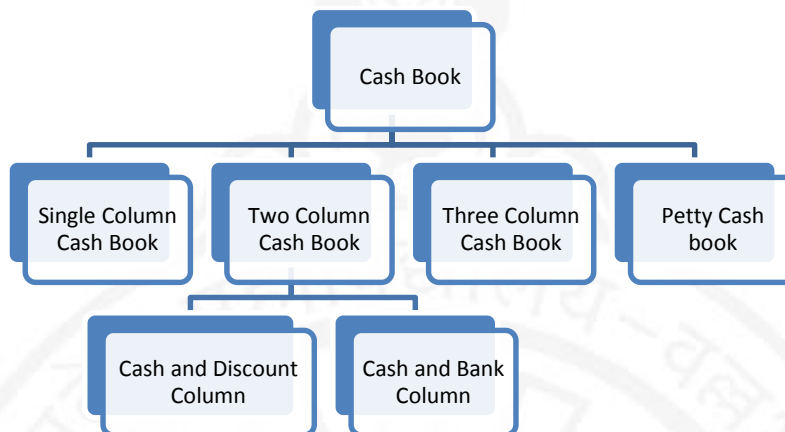 Cash Book
Single Column
Cash Book
Two Column
Cash Book
Three Column
Cash Book
Petty Cash
book
Cash and Discount
Column
Cash and Bank
Column